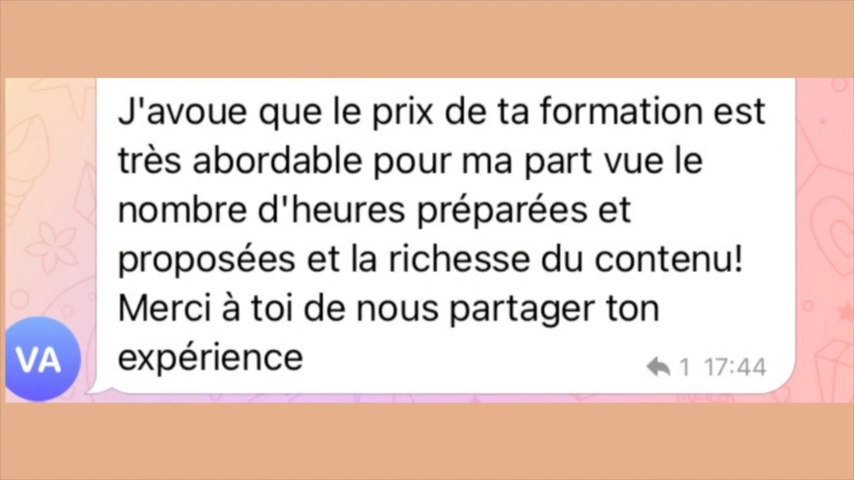 J'avoue que le prix de ta formation est
très abordable pour ma part vue le
nombre d'heures préparées et
proposées et la richesse du contenu!
Merci à toi de nous partager ton
expérience
VA
1 17:44